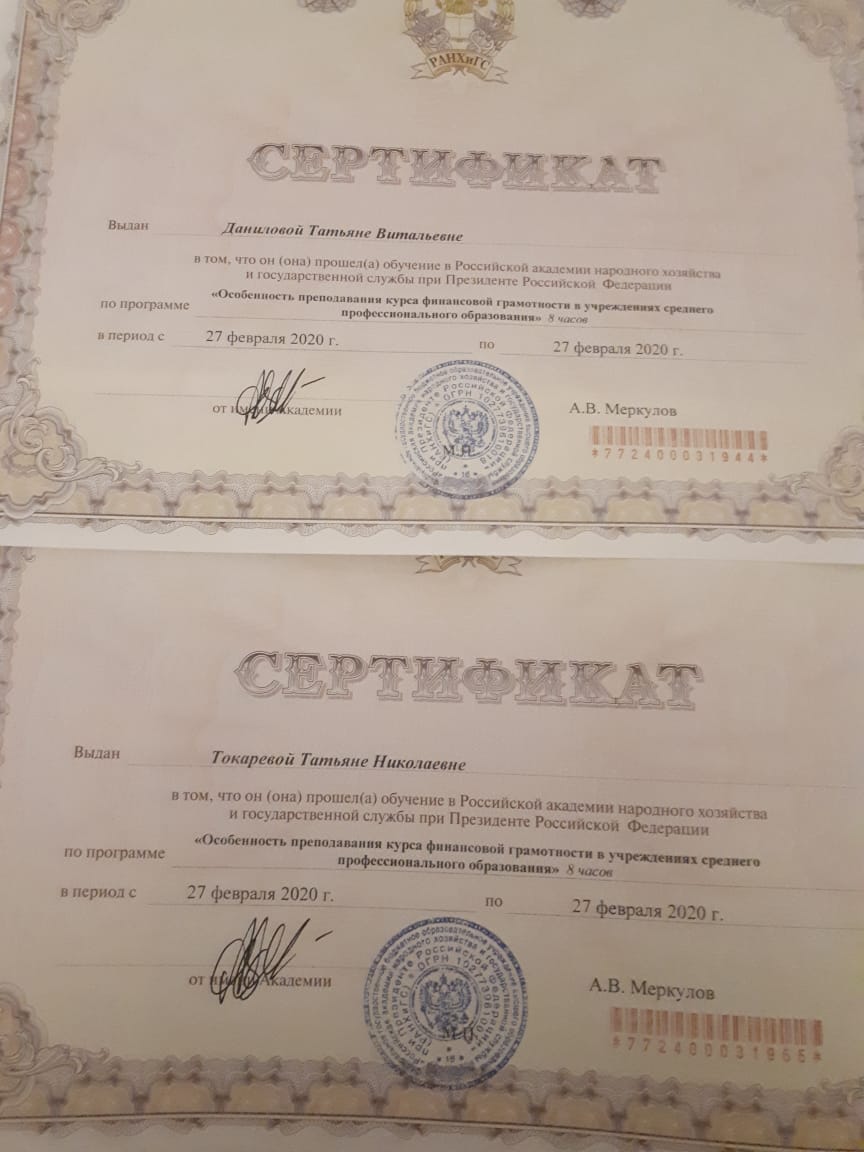 РАНХиГС
СЕРТИФИКАТ
Выдан Даниловой Татьяне Витальевне
в том, что он (она) прошел(а) обучение в Российской академии народного хозяйства
и государственной службы при Президенте Российской Федерации
по программе «Особенность преподавания курса финансовой грамотности в учреждениях среднего
профессионального образования» 8 часов
в период с 27 февраля 2020 г. по 27 февраля 2020 г.
от имени Академии М.П. А.В. Меркулов
*772400031944*
СЕРТИФИКАТ
Выдан Токаревой Татьяне Николаевне
в том, что он (она) прошел(а) обучение в Российской академии народного хозяйства
и государственной службы при Президенте Российской Федерации
по программе «Особенность преподавания курса финансовой грамотности в учреждениях среднего
профессионального образования» 8 часов
в период с 27 февраля 2020 г. по 27 февраля 2020 г.
от имени Академии М.П. А.В. Меркулов